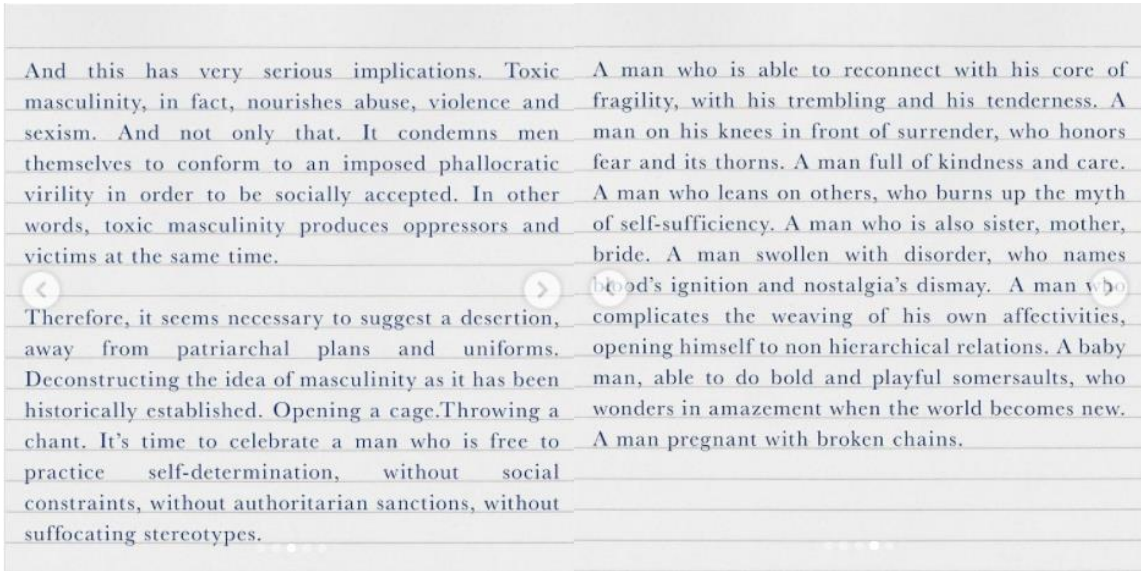 And this has very serious implications. Toxic
masculinity, in fact, nourishes abuse, violence and
sexism. And not only that. It condemns men
themselves to conform to an imposed phallocratic
virility in order to be socially accepted. In other
words, toxic masculinity produces oppressors and
victims at the same time.
Therefore, it seems necessary to suggest a desertion,
away from patriarchal plans and uniforms.
Deconstructing the idea of masculinity as it has been
historically established. Opening a cage.Throwing a
chant. It's time to celebrate a man who is free to
practice self-determination, without social
constraints, without authoritarian sanctions, without
suffocating stereotypes.
A man who is able to reconnect with his core of
fragility, with his trembling and his tenderness. A
man on his knees in front of surrender, who honors
fear and its thorns. A man full of kindness and care.
A man who leans on others, who burns up the myth
of self-sufficiency. A man who is also sister, mother,
bride. A man swollen with disorder, who names
blood's ignition and nostalgia's dismay. A man who
complicates the weaving of his own affectivities,
opening himself to non hierarchical relations. A baby
man, able to do bold and playful somersaults, who
wonders in amazement when the world becomes new.
A man pregnant with broken chains.